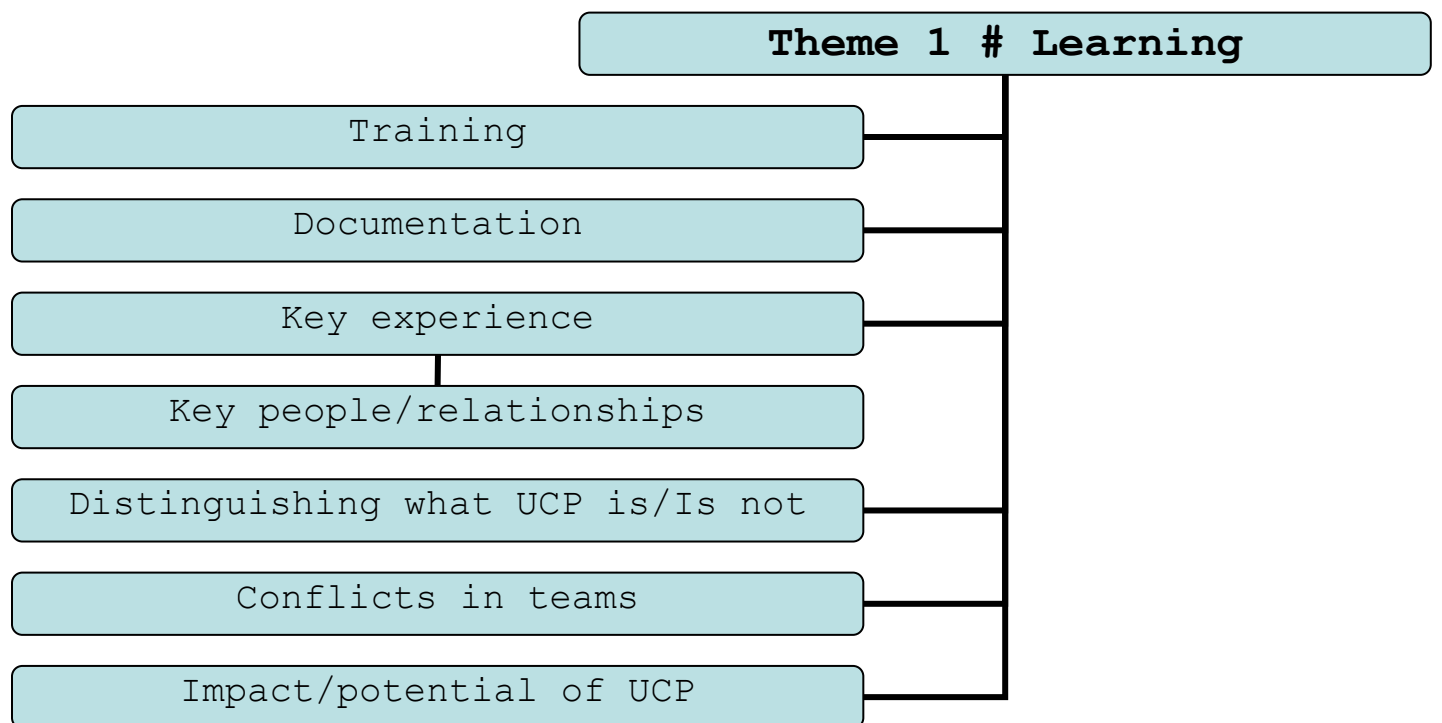 Theme 1 # Learning
Training
Documentation
Key experience
Key people/relationships
Distinguishing what UCP is/Is not
Conflicts in teams
Impact/potential of UCP